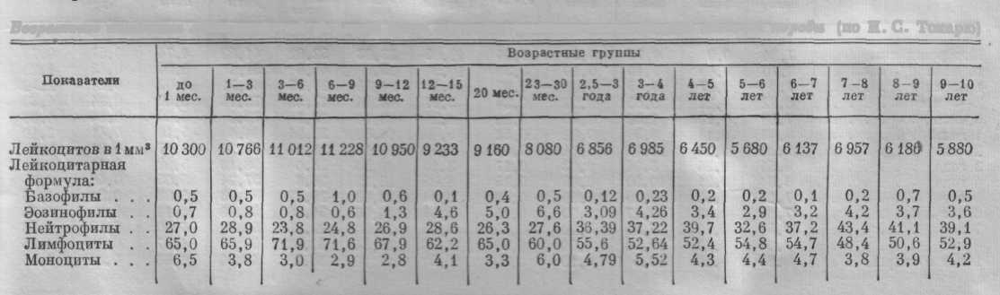 Возрастные (по И. С. Токарю)
Показатели Возрастные группы
до 1 мес. 1—3 мес. 3—6 мес. 6—9 мес. 9—12 мес. 12—15 мес. 20 мес. 23—30 мес. 2,5—3 года 3—4 года 4—5 лет 5—6 лет 6—7 лет 7—8 лет 8—9 лет 9—10 лет
Лейкоцитов в 1 мм³ 10 300 10 766 11 012 11 228 10 950 9 233 9 160 8 080 6 856 6 985 6 450 5 680 6 137 6 957 6 180 5 880
Лейкоцитарная
формула:
Базофилы . . . 0,5 0,5 0,5 1,0 0,6 0,1 0,4 0,5 0,12 0,23 0,2 0,2 0,1 0,2 0,7 0,5
Эозинофилы . . 0,7 0,8 0,8 0,6 1,3 4,6 5,0 6,6 3,09 4,26 3,4 2,9 3,2 4,2 3,7 3,6
Нейтрофилы . . 27,0 28,9 23,8 24,8 26,9 28,6 26,3 27,6 36,39 37,22 39,7 32,6 37,2 43,4 41,1 39,1
Лимфоциты . . 65,0 65,9 71,9 71,6 67,9 62,2 65,0 60,0 55,6 52,64 52,4 54,8 54,7 48,4 50,6 52,9
Моноциты . . . 6,5 3,8 3,0 2,9 2,8 4,1 3,3 6,0 4,79 5,52 4,3 4,4 4,7 3,8 3,9 4,2